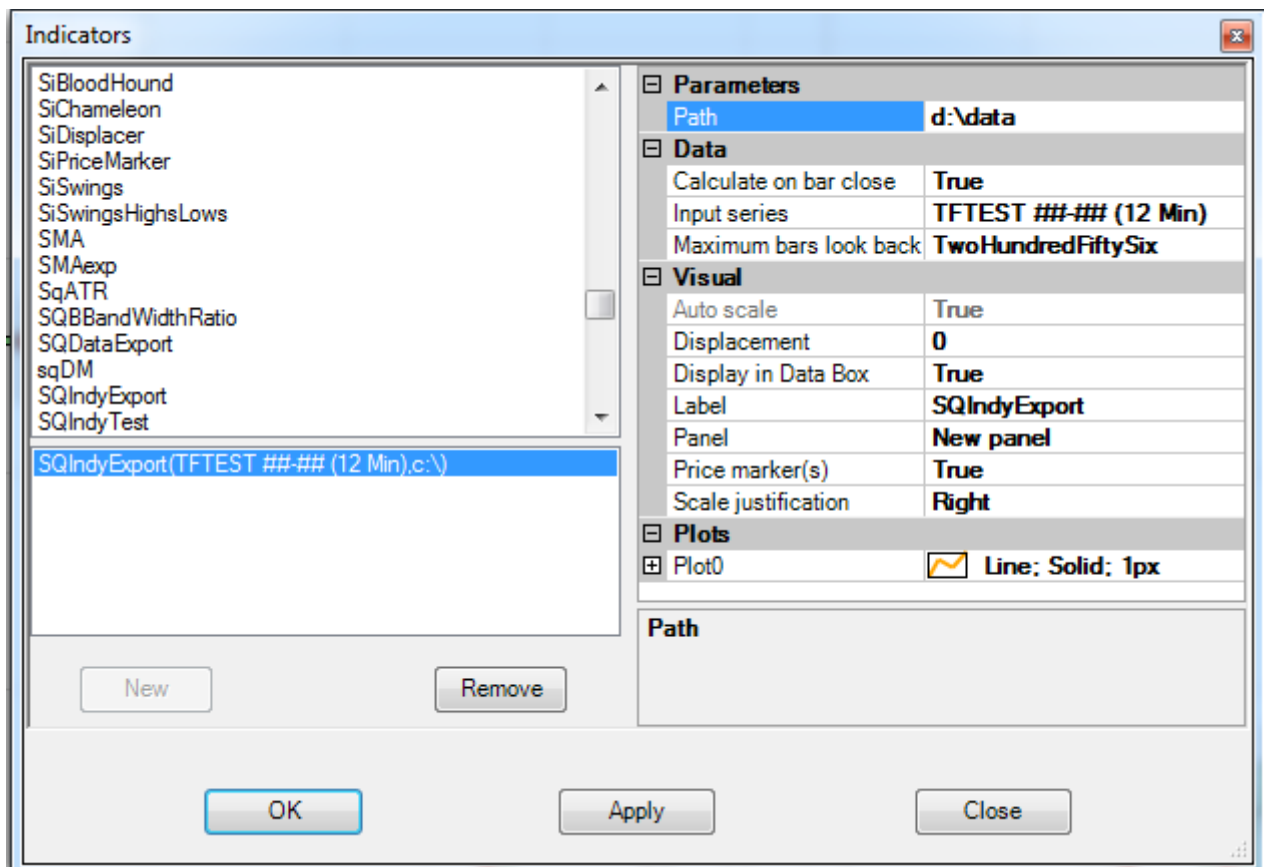 Indicators
SiBloodHound
SiChameleon
SiDisplacer
SiPriceMarker
SiSwings
SiSwingsHighsLows
SMA
SMAexp
SqATR
SQBBandWidthRatio
SQDataExport
sqDM
SQIndyExport
SQIndyTest
SQIndyExport(TFTEST ##-## (12 Min),c:\)
New Remove
Parameters
Path d:\data
Data
Calculate on bar close True
Input series TFTEST ##-## (12 Min)
Maximum bars look back TwoHundredFiftySix
Visual
Auto scale True
Displacement 0
Display in Data Box True
Label SQIndyExport
Panel New panel
Price marker(s) True
Scale justification Right
Plots
Plot0 Line; Solid; 1px
Path
OK Apply Close